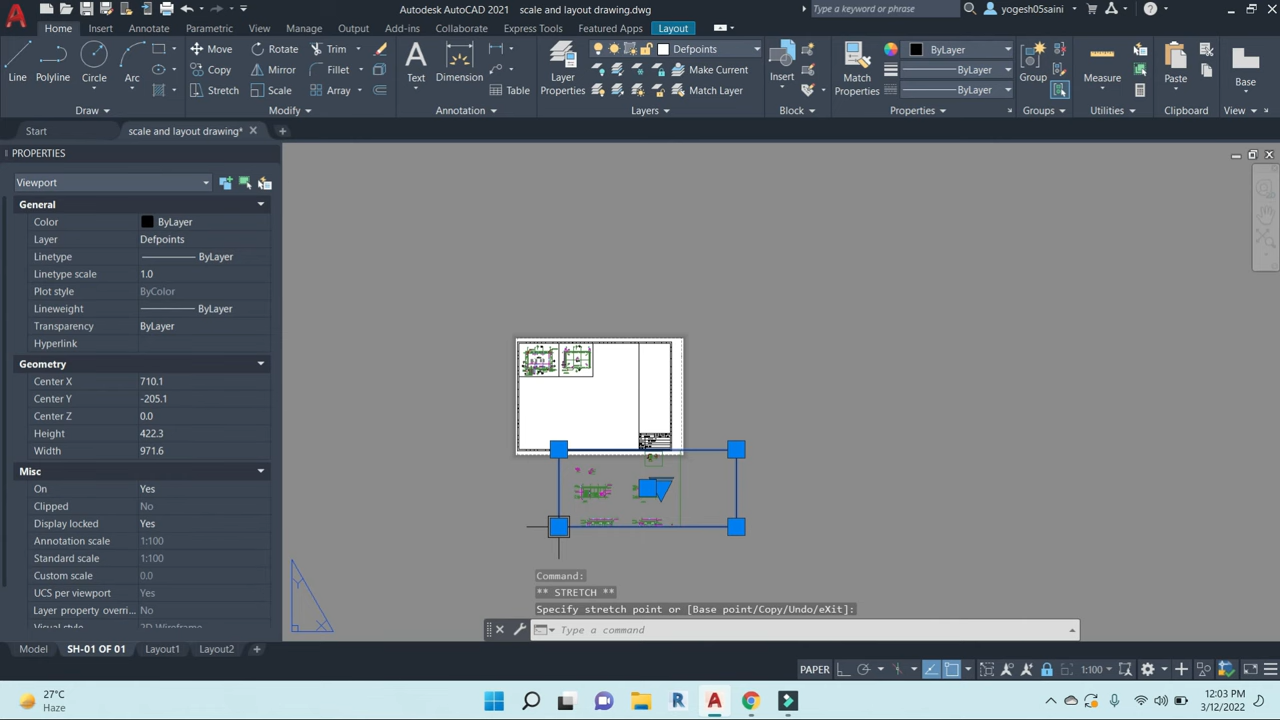 Autodesk AutoCAD 2021 scale and layout drawing.dwg
Type a keyword or phrase
yogesh05saini
Home Insert Annotate Parametric View Manage Output Add-ins Collaborate Express Tools Featured Apps Layout
Line
Polyline
Circle
Arc
Move
Rotate
Trim
Copy
Mirror
Fillet
Stretch
Scale
Array
Text
Dimension
Table
Layer
Properties
Defpoints
Make Current
Match Layer
Insert
Match
Properties
ByLayer
ByLayer
ByLayer
Group
Measure
Paste
Base
Draw
Modify
Annotation
Layers
Block
Properties
Groups
Utilities
Clipboard
View
Start
scale and layout drawing*
PROPERTIES
Viewport
General
Color ByLayer
Layer Defpoints
Linetype ByLayer
Linetype scale 1.0
Plot style ByColor
Lineweight ByLayer
Transparency ByLayer
Hyperlink
Geometry
Center X 710.1
Center Y -205.1
Center Z 0.0
Height 422.3
Width 971.6
Misc
On Yes
Clipped No
Display locked Yes
Annotation scale 1:100
Standard scale 1:100
Custom scale 0.0
UCS per viewport Yes
Layer property overri... No
Visual style 2D Wireframe
Y
X
Command:
** STRETCH **
Specify stretch point or [Base point/Copy/Undo/eXit]:
Type a command
Model SH-01 OF 01 Layout1 Layout2
PAPER
1:100
27°C
Haze
12:03 PM
3/12/2022